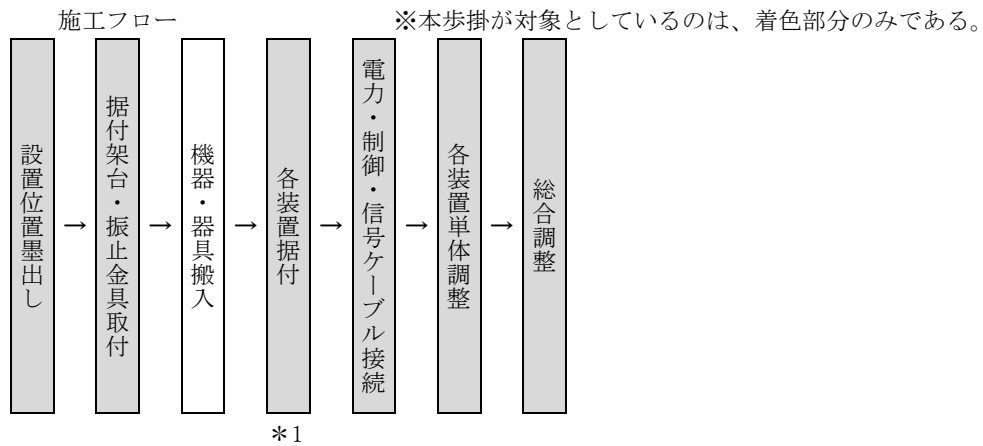 施工フロー
※本歩掛が対象としているのは、着色部分のみである。
設置位置墨出し
→
据付架台・振止金具取付
→
機器・器具搬入
→
各装置据付
→
電力・制御・信号ケーブル接続
→
各装置単体調整
→
総合調整
＊1